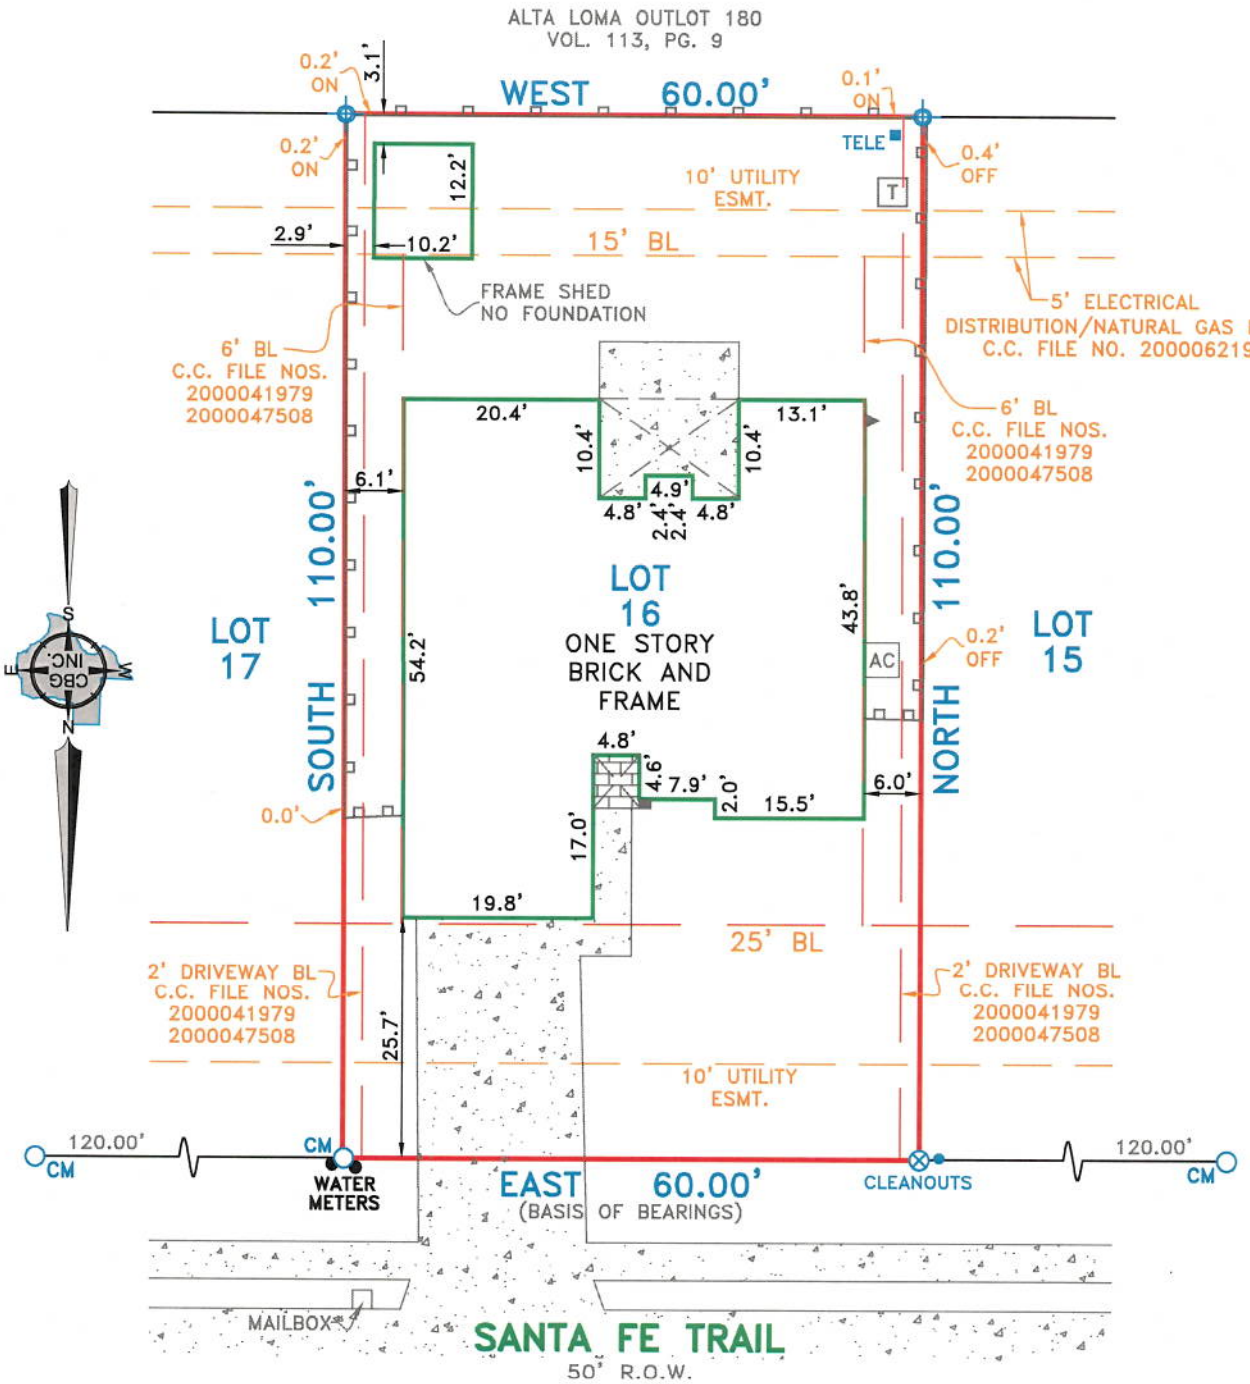 ALTA LOMA OUTLOT 180
VOL. 113, PG. 9
0.2'
ON
3.1'
WEST 60.00'
0.1'
ON
0.2'
ON
TELE
0.4'
OFF
12.2'
10' UTILITY
ESMT.
T
2.9'
10.2'
15' BL
FRAME SHED
NO FOUNDATION
5' ELECTRICAL
DISTRIBUTION/NATURAL GAS
C.C. FILE NO. 200006219
6' BL
C.C. FILE NOS.
2000041979
2000047508
20.4'
13.1'
6' BL
C.C. FILE NOS.
2000041979
2000047508
10.4'
10.4'
6.1'
4.9'
4.8'
2.4'
2.4'
4.8'
SOUTH 110.00'
NORTH 110.00'
LOT
16
ONE STORY
BRICK AND
FRAME
43.8'
54.2'
LOT
17
LOT
15
S
E
W
N
CBG
INC.
0.2'
OFF
AC
4.8'
4.6'
7.9'
2.0'
15.5'
6.0'
0.0'
17.0'
19.8'
25' BL
2' DRIVEWAY BL
C.C. FILE NOS.
2000041979
2000047508
2' DRIVEWAY BL
C.C. FILE NOS.
2000041979
2000047508
25.7'
10' UTILITY
ESMT.
120.00'
CM
CM
WATER
METERS
EAST 60.00'
(BASIS OF BEARINGS)
CLEANOUTS
120.00'
CM
MAILBOX
SANTA FE TRAIL
50' R.O.W.